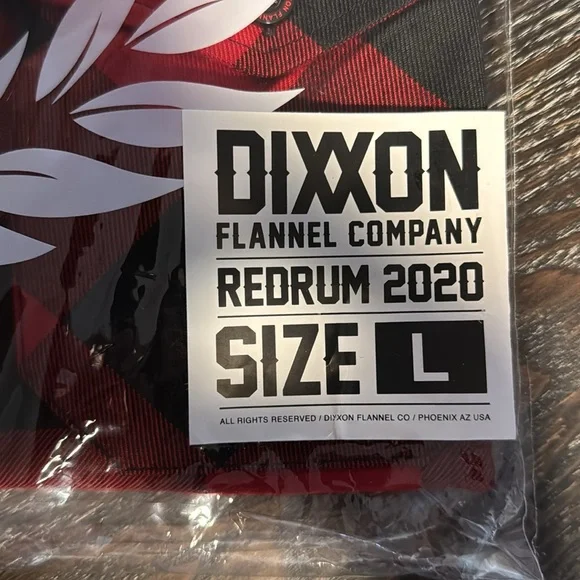 DIXXON
FLANNEL COMPANY
REDRUM 2020
SIZE L
ALL RIGHTS RESERVED / DIXXON FLANNEL CO / PHOENIX AZ USA